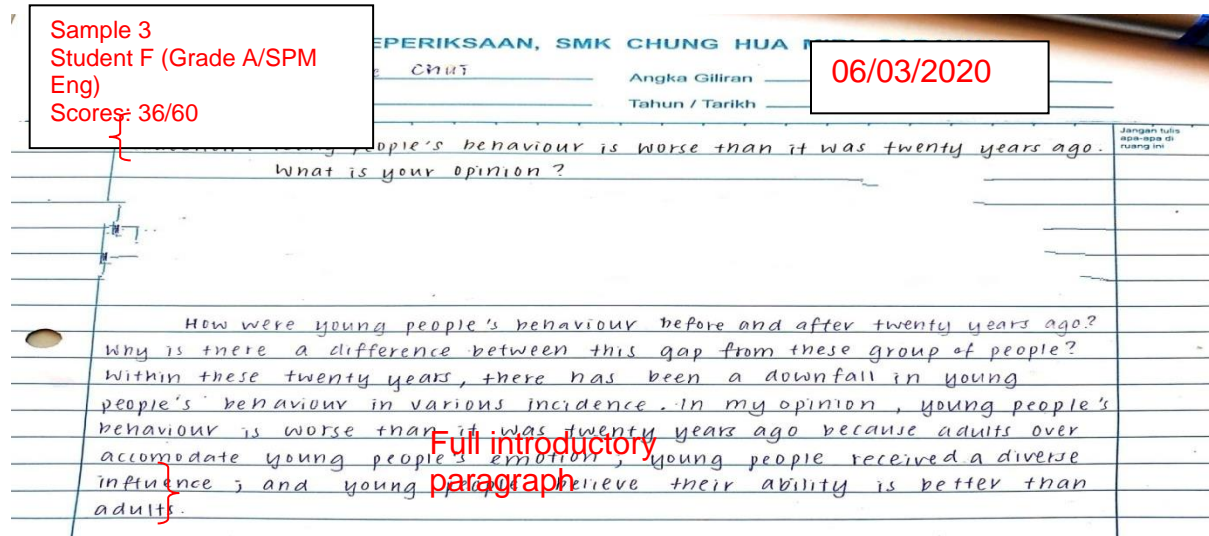 Sample 3
Student F (Grade A/SPM
Eng)
Scores: 36/60
EPERIKSAAN, SMK CHUNG HUA
Chui
Angka Giliran
06/03/2020
Tahun / Tarikh
Jangan tulis
apa-apa di
ruang ini
people's behaviour is worse than it was twenty years ago.
What is your opinion?
How were young people's behaviour before and after twenty years ago?
Why is there a difference between this gap from these group of people?
Within these twenty years, there has been a downfall in young
people's behaviour in various incidence. In my opinion, young people's
behaviour is worse than it was twenty years ago because adults over
accomodate young people's emotion, young people received a diverse
influence; and young people believe their ability is better than
adults.
Full introductory
paragraph